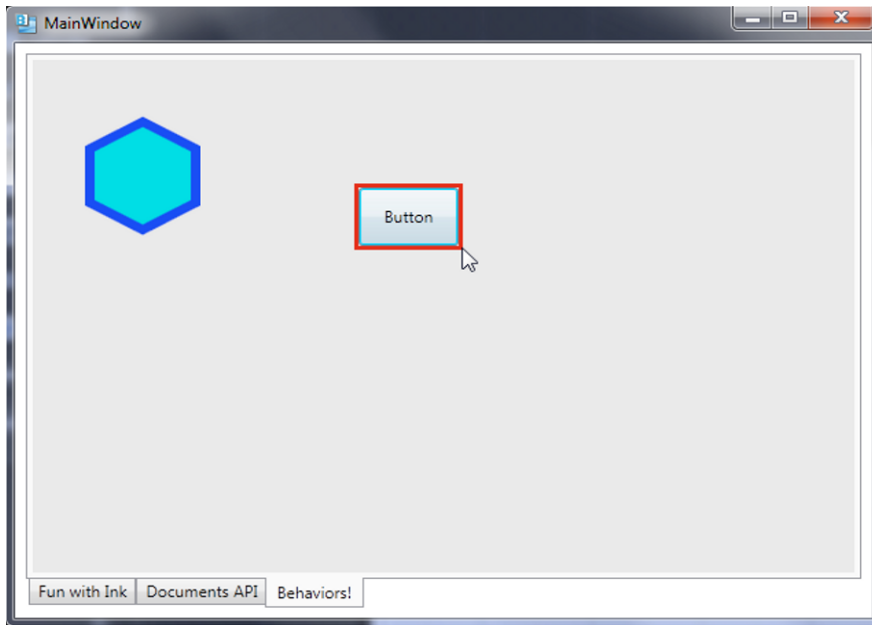 MainWindow
Button
Fun with Ink
Documents API
Behaviors!